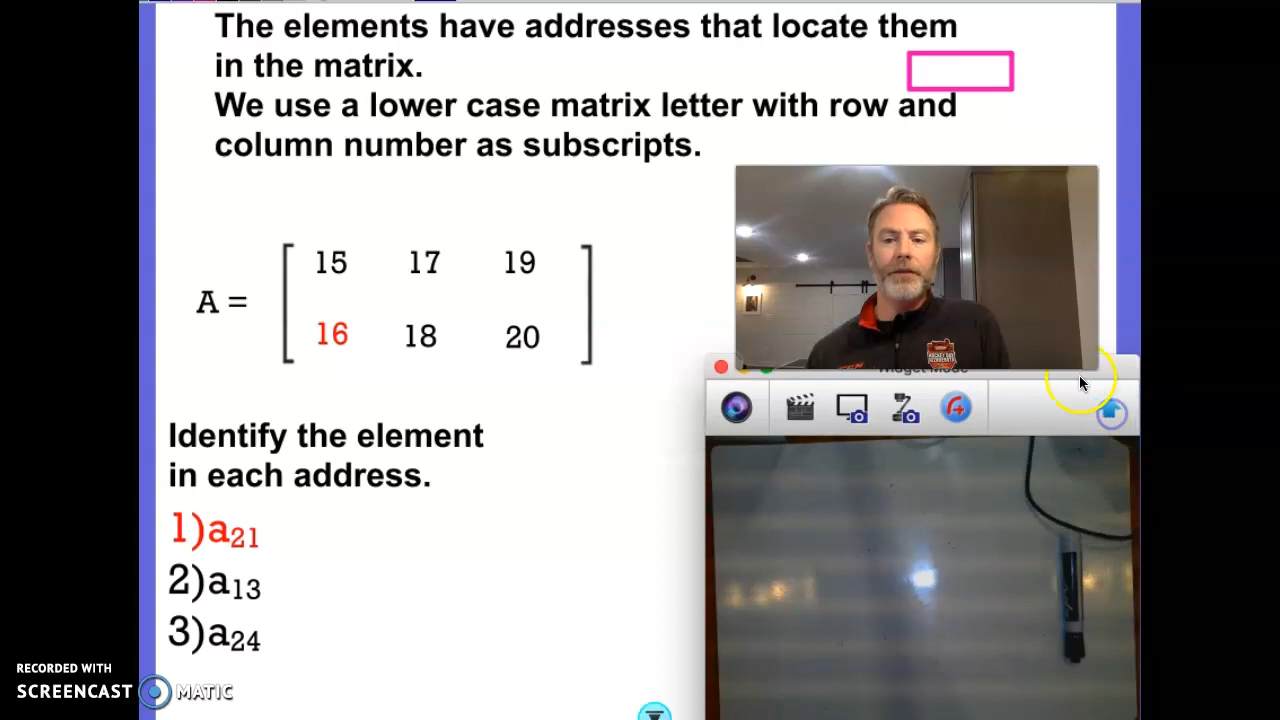 The elements have addresses that locate them
in the matrix.
We use a lower case matrix letter with row and
column number as subscripts.
A =
15 17 19
16 18 20
Identify the element
in each address.
1)a21
2)a13
3)a24
RECORDED WITH
SCREENCAST MATIC